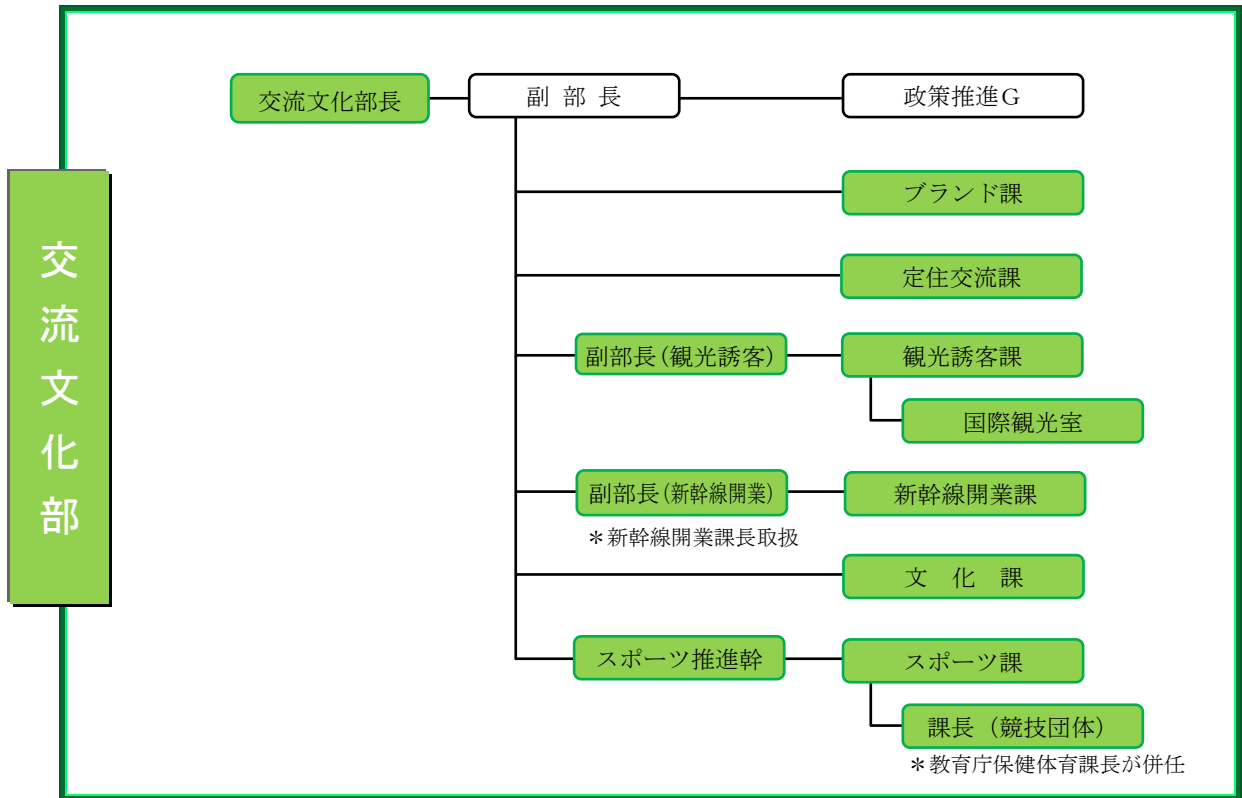 交流文化部
交流文化部長
副 部 長
政策推進G
ブランド課
定住交流課
副部長(観光誘客)
観光誘客課
国際観光室
副部長(新幹線開業)
新幹線開業課
＊新幹線開業課長取扱
文　化　課
スポーツ推進幹
スポーツ課
課長（競技団体）
＊教育庁保健体育課長が併任